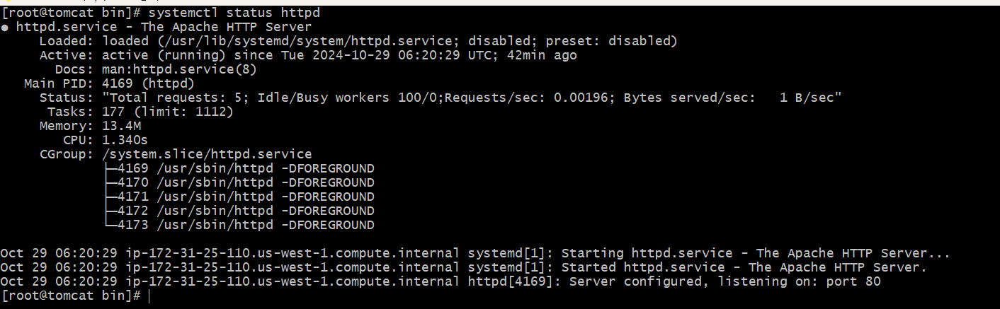 [root@tomcat bin]# systemctl status httpd
● httpd.service - The Apache HTTP Server
     Loaded: loaded (/usr/lib/systemd/system/httpd.service; disabled; preset: disabled)
     Active: active (running) since Tue 2024-10-29 06:20:29 UTC; 42min ago
       Docs: man:httpd.service(8)
   Main PID: 4169 (httpd)
     Status: "Total requests: 5; Idle/Busy workers 100/0;Requests/sec: 0.00196; Bytes served/sec:   1 B/sec"
      Tasks: 177 (limit: 1112)
     Memory: 13.4M
        CPU: 1.340s
     CGroup: /system.slice/httpd.service
             ├─4169 /usr/sbin/httpd -DFOREGROUND
             ├─4170 /usr/sbin/httpd -DFOREGROUND
             ├─4171 /usr/sbin/httpd -DFOREGROUND
             ├─4172 /usr/sbin/httpd -DFOREGROUND
             └─4173 /usr/sbin/httpd -DFOREGROUND
Oct 29 06:20:29 ip-172-31-25-110.us-west-1.compute.internal systemd[1]: Starting httpd.service - The Apache HTTP Server...
Oct 29 06:20:29 ip-172-31-25-110.us-west-1.compute.internal systemd[1]: Started httpd.service - The Apache HTTP Server.
Oct 29 06:20:29 ip-172-31-25-110.us-west-1.compute.internal httpd[4169]: Server configured, listening on: port 80
[root@tomcat bin]#